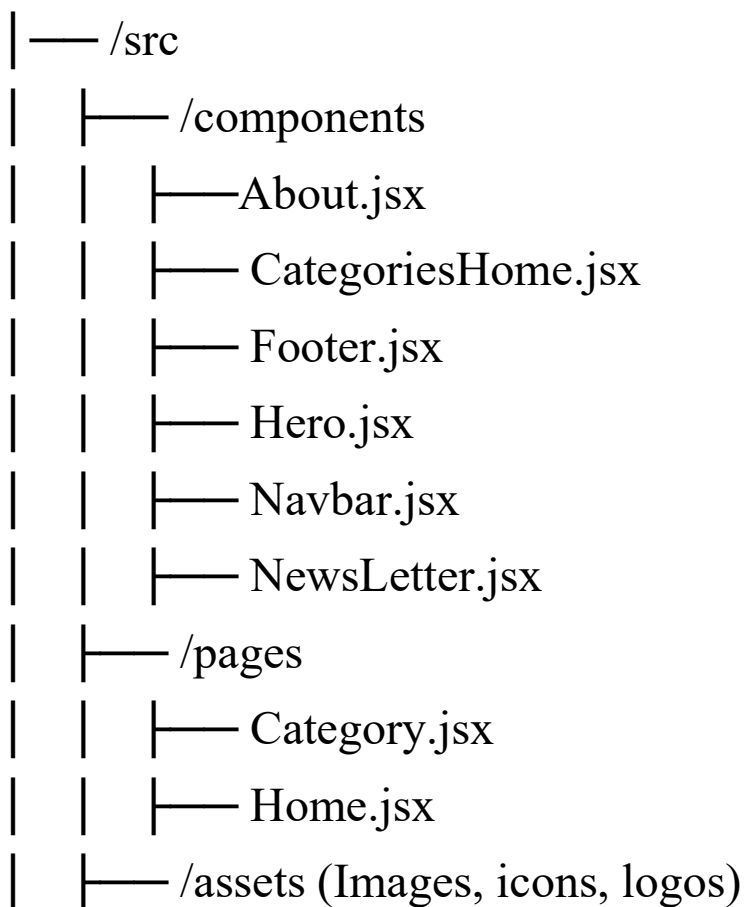 │── /src
│ ├── /components
│ │ ├──About.jsx
│ │ ├── CategoriesHome.jsx
│ │ ├── Footer.jsx
│ │ ├── Hero.jsx
│ │ ├── Navbar.jsx
│ │ ├── NewsLetter.jsx
│ ├── /pages
│ │ ├── Category.jsx
│ │ ├── Home.jsx
│ ├── /assets (Images, icons, logos)